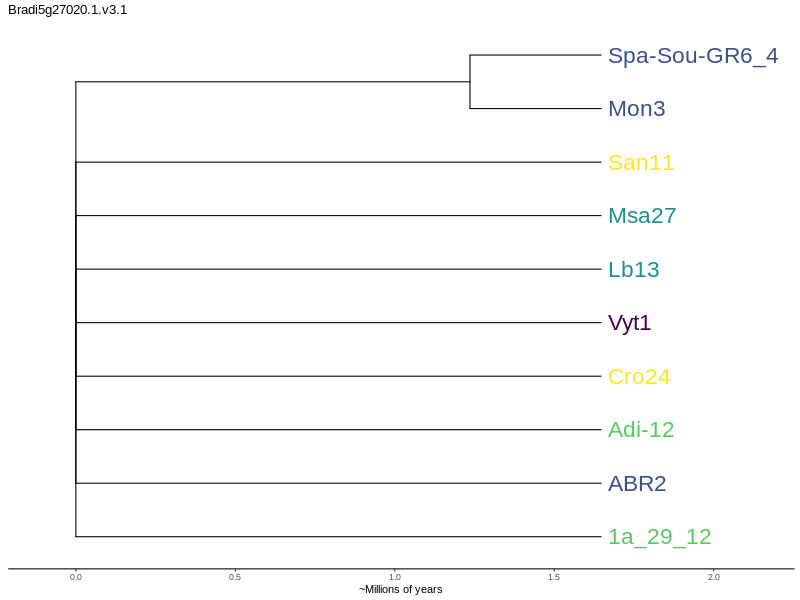 Bradi5g27020.1.v3.1
Spa-Sou-GR6_4
Mon3
San11
Msa27
Lb13
Vyt1
Cro24
Adi-12
ABR2
1a_29_12
0.0 0.5 1.0 1.5 2.0
~Millions of years